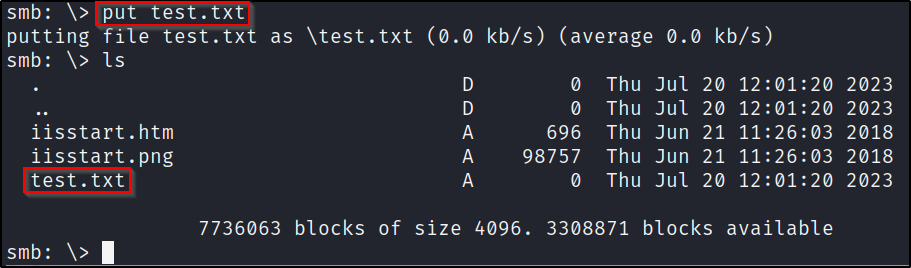 smb: \> put test.txt
putting file test.txt as \test.txt (0.0 kb/s) (average 0.0 kb/s)
smb: \> ls
  .                                   D        0  Thu Jul 20 12:01:20 2023
  ..                                  D        0  Thu Jul 20 12:01:20 2023
  iisstart.htm                        A      696  Thu Jun 21 11:26:03 2018
  iisstart.png                        A    98757  Thu Jun 21 11:26:03 2018
  test.txt                            A        0  Thu Jul 20 12:01:20 2023
                7736063 blocks of size 4096. 3308871 blocks available
smb: \>